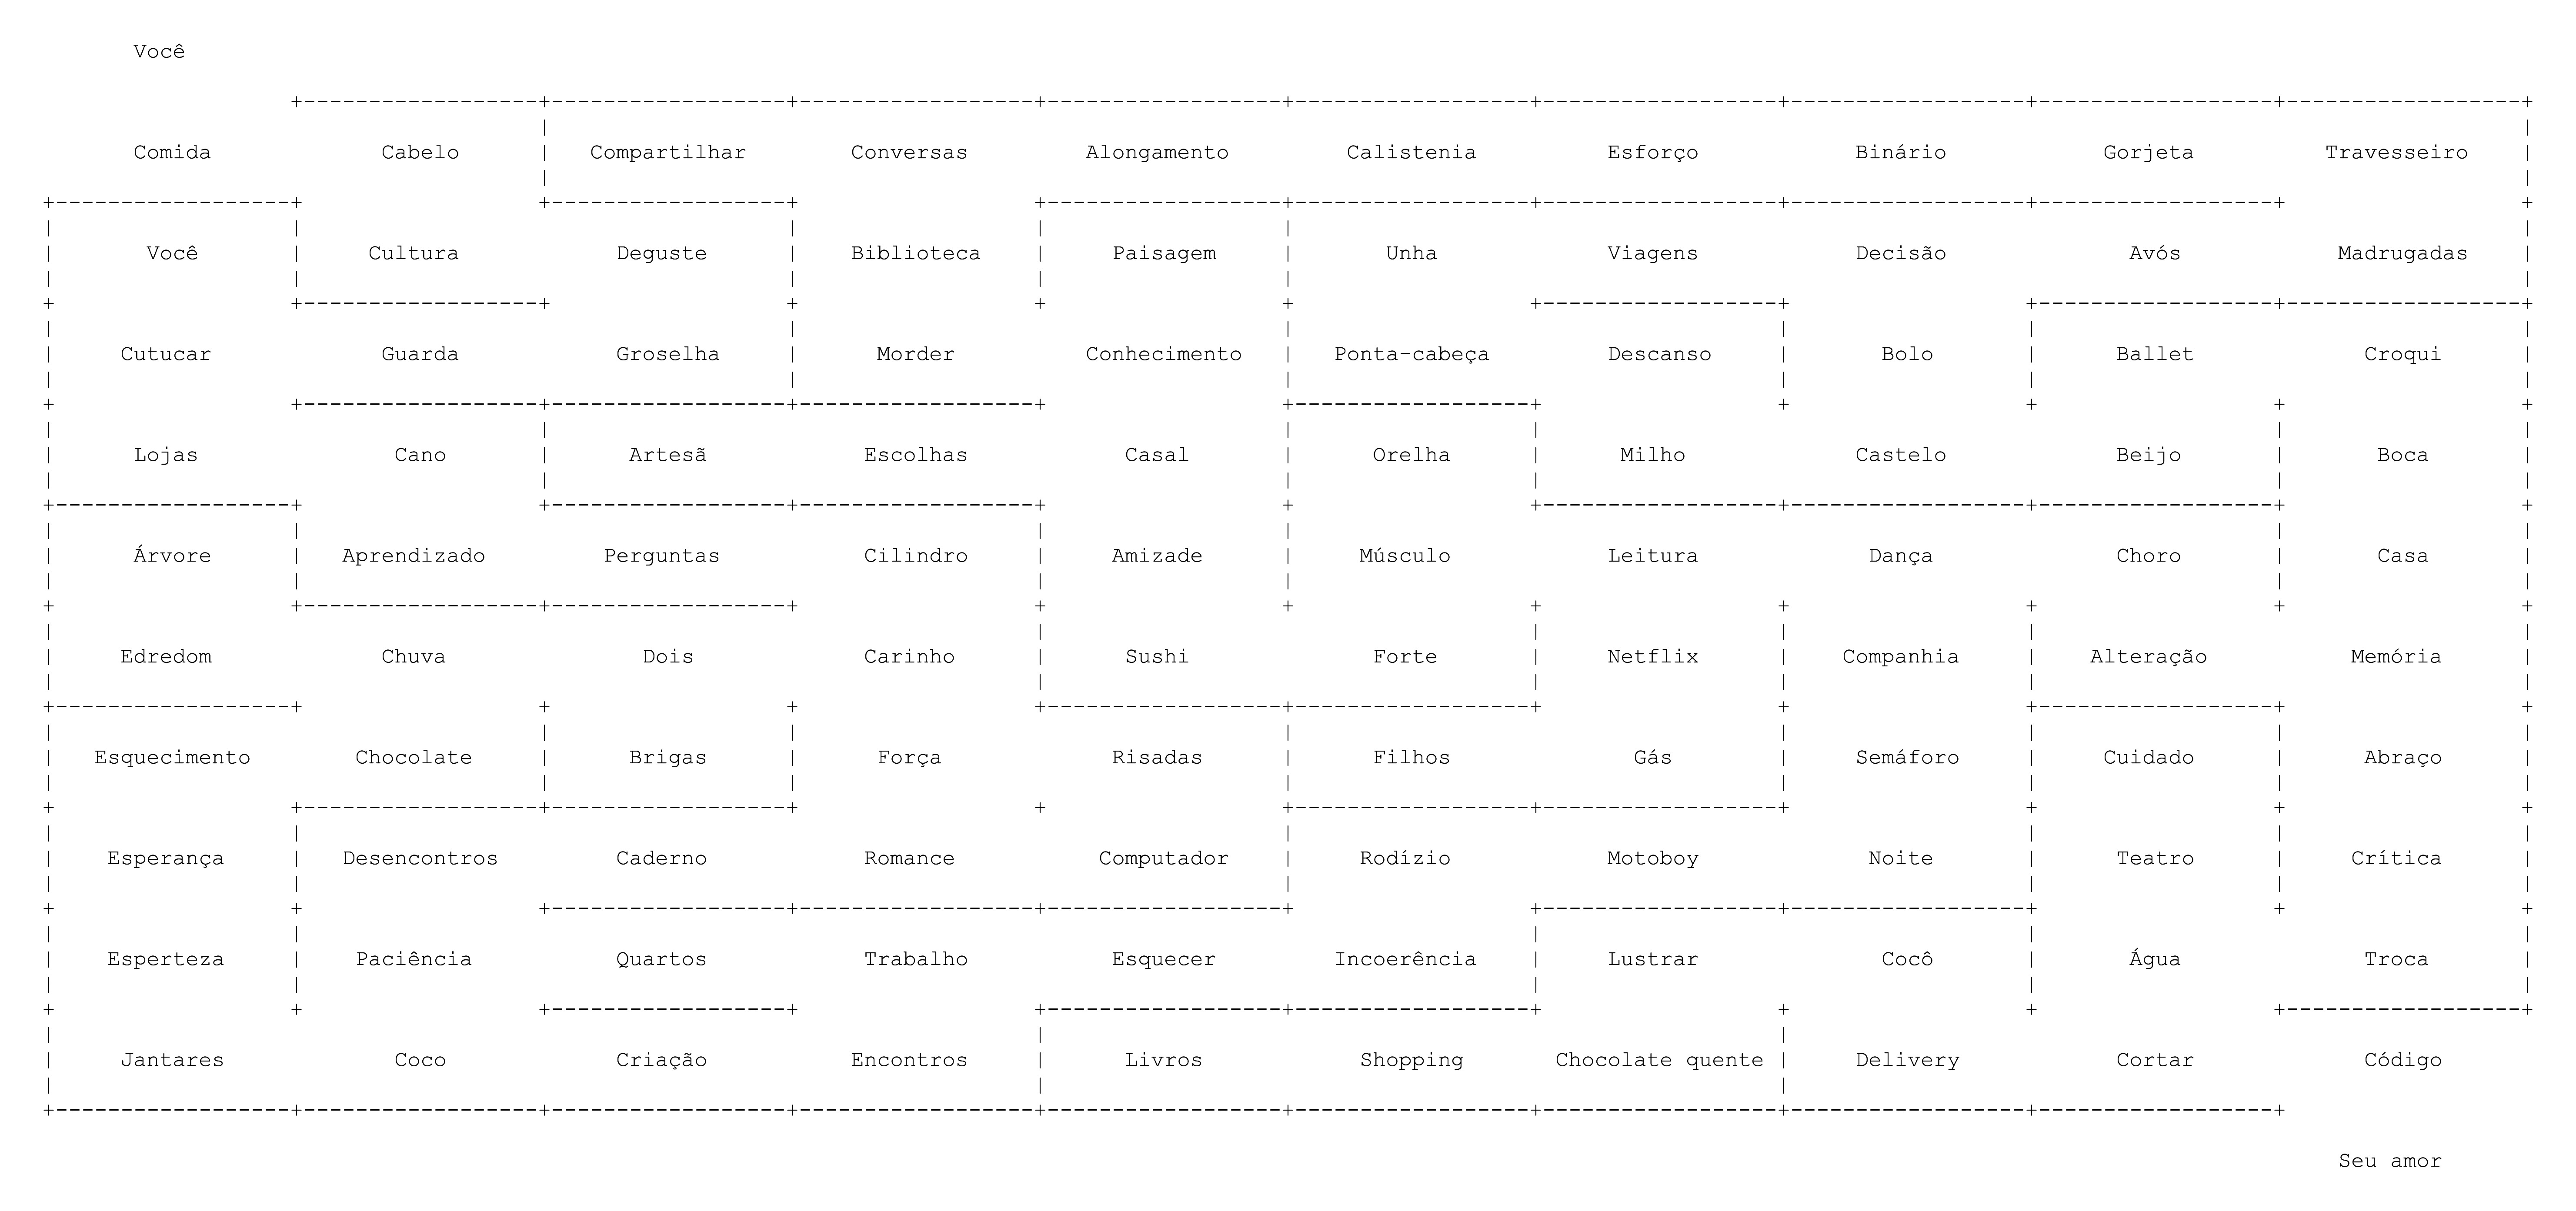 Você
Comida Cabelo Compartilhar Conversas Alongamento Calistenia Esforço Binário Gorjeta Travesseiro
Você Cultura Deguste Biblioteca Paisagem Unha Viagens Decisão Avós Madrugadas
Cutucar Guarda Groselha Morder Conhecimento Ponta-cabeça Descanso Bolo Ballet Croqui
Lojas Cano Artesã Escolhas Casal Orelha Milho Castelo Beijo Boca
Árvore Aprendizado Perguntas Cilindro Amizade Músculo Leitura Dança Choro Casa
Edredom Chuva Dois Carinho Sushi Forte Netflix Companhia Alteração Memória
Esquecimento Chocolate Brigas Força Risadas Filhos Gás Semáforo Cuidado Abraço
Esperança Desencontros Caderno Romance Computador Rodízio Motoboy Noite Teatro Crítica
Esperteza Paciência Quartos Trabalho Esquecer Incoerência Lustrar Cocô Água Troca
Jantares Coco Criação Encontros Livros Shopping Chocolate quente Delivery Cortar Código
Seu amor